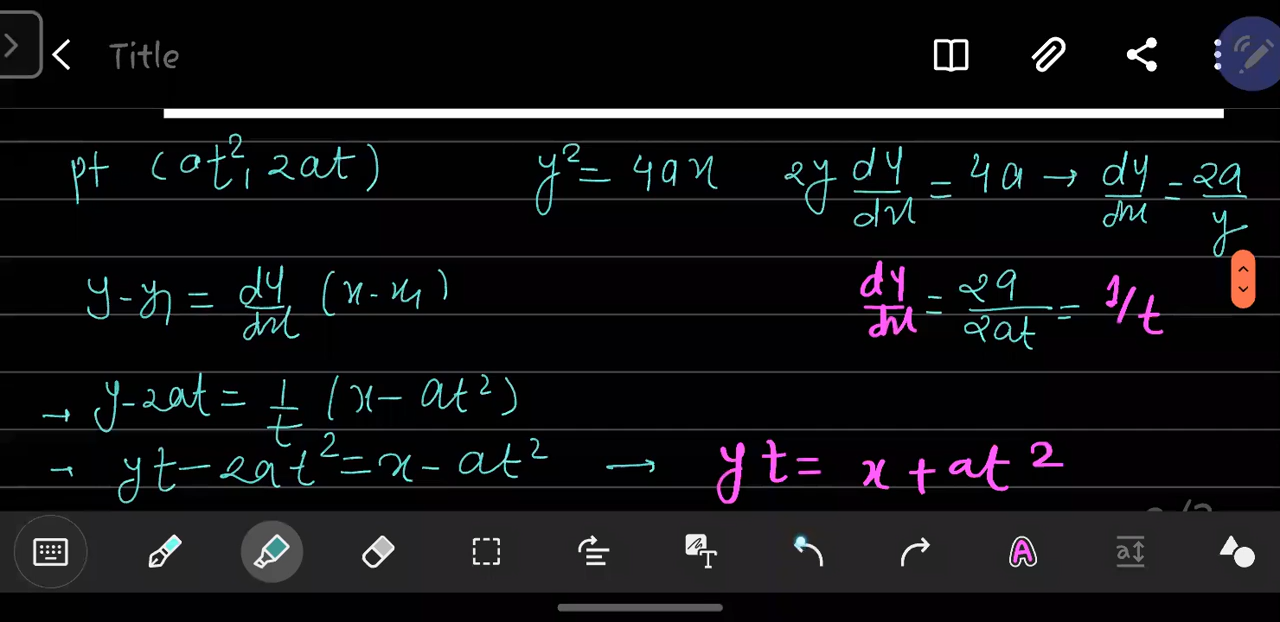 Title
pt (at², 2at) y² = 4ax 2y dy/dx = 4a → dy/dx = 2a/y
y-y₁ = dy/dx (x-x₁) dy/dx = 2a/2at = 1/t
→ y-2at = 1/t (x-at²)
→ yt-2at² = x-at² → yt = x+at²